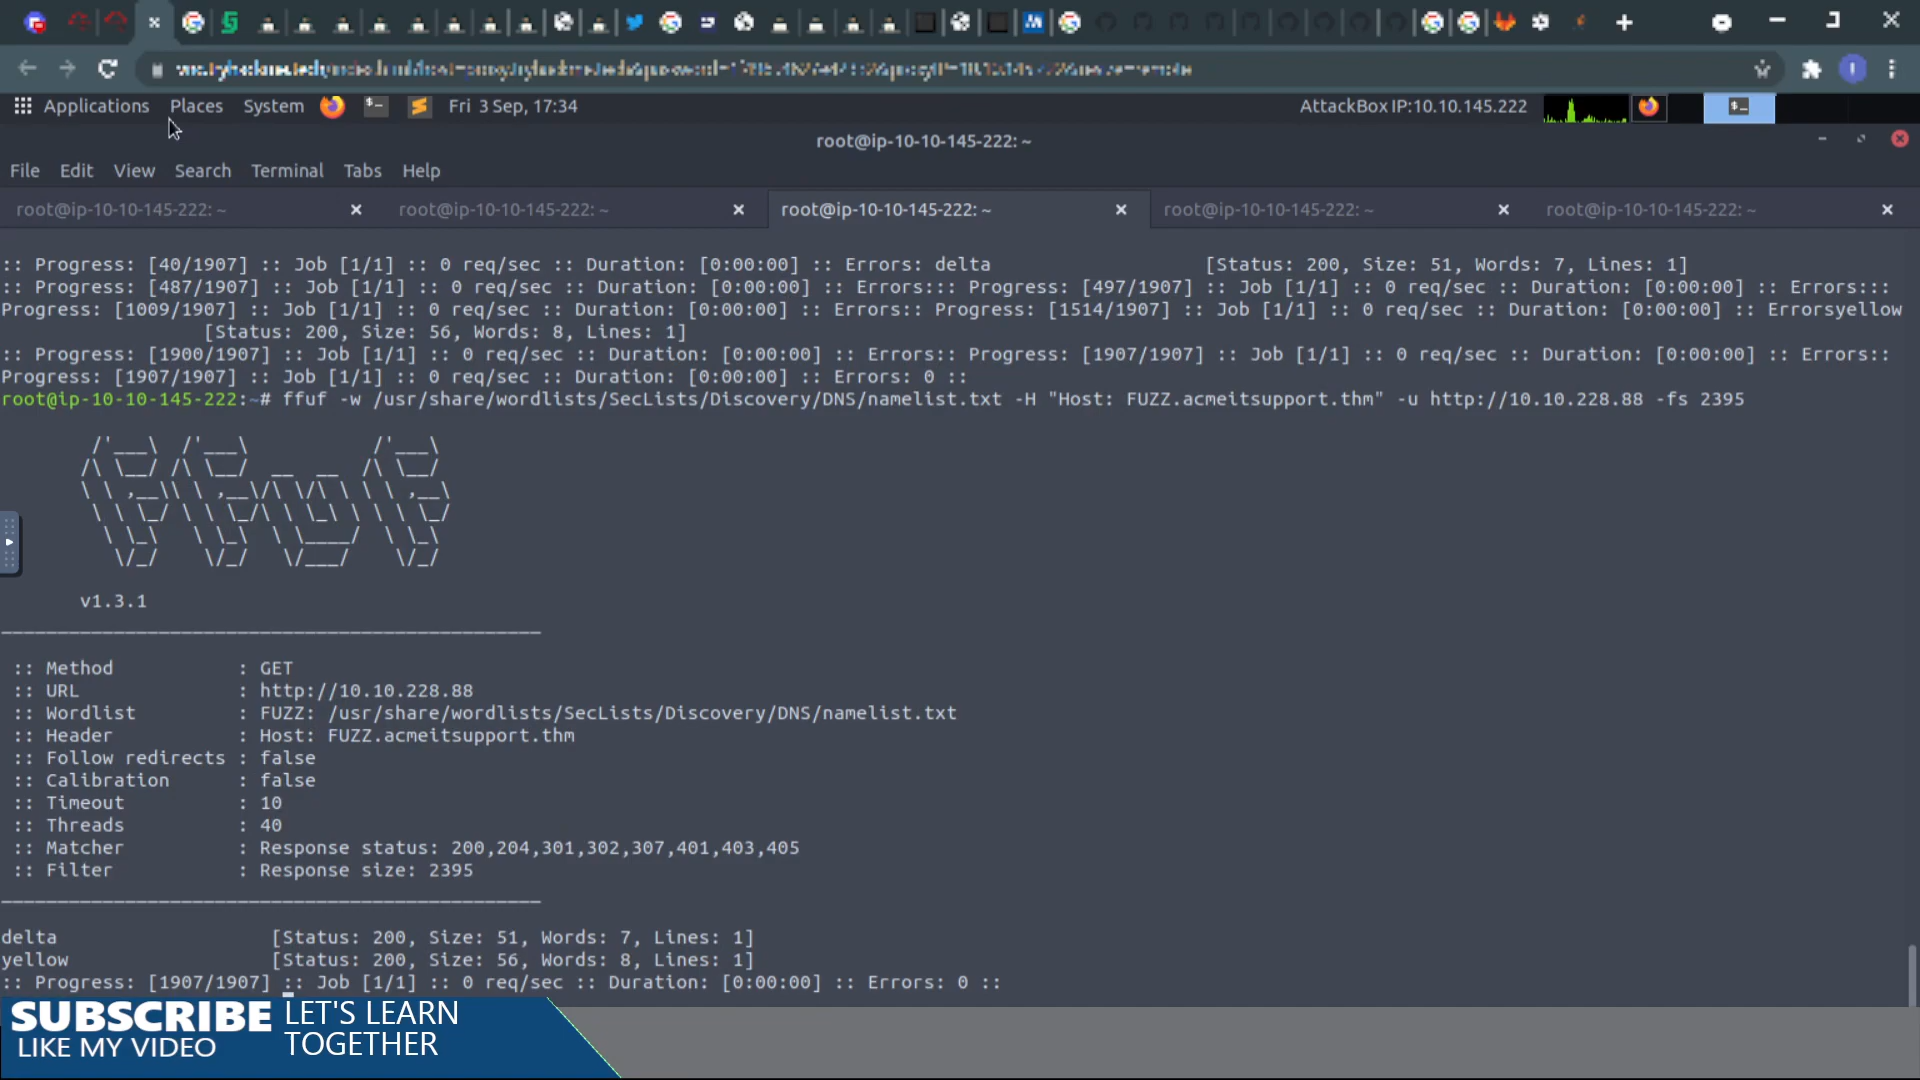 Applications Places System Fri 3 Sep, 17:34 AttackBox IP:10.10.145.222
root@ip-10-10-145-222: ~
File Edit View Search Terminal Tabs Help
root@ip-10-10-145-222: ~ root@ip-10-10-145-222: ~ root@ip-10-10-145-222: ~ root@ip-10-10-145-222: ~ root@ip-10-10-145-222: ~
:: Progress: [40/1907] :: Job [1/1] :: 0 req/sec :: Duration: [0:00:00] :: Errors: delta [Status: 200, Size: 51, Words: 7, Lines: 1]
:: Progress: [487/1907] :: Job [1/1] :: 0 req/sec :: Duration: [0:00:00] :: Errors::: Progress: [497/1907] :: Job [1/1] :: 0 req/sec :: Duration: [0:00:00] :: Errors:::
Progress: [1009/1907] :: Job [1/1] :: 0 req/sec :: Duration: [0:00:00] :: Errors:: Progress: [1514/1907] :: Job [1/1] :: 0 req/sec :: Duration: [0:00:00] :: Errorsyellow
[Status: 200, Size: 56, Words: 8, Lines: 1]
:: Progress: [1900/1907] :: Job [1/1] :: 0 req/sec :: Duration: [0:00:00] :: Errors:: Progress: [1907/1907] :: Job [1/1] :: 0 req/sec :: Duration: [0:00:00] :: Errors::
Progress: [1907/1907] :: Job [1/1] :: 0 req/sec :: Duration: [0:00:00] :: Errors: 0 ::
root@ip-10-10-145-222:~# ffuf -w /usr/share/wordlists/SecLists/Discovery/DNS/namelist.txt -H "Host: FUZZ.acmeitsupport.thm" -u http://10.10.228.88 -fs 2395
v1.3.1
:: Method : GET
:: URL : http://10.10.228.88
:: Wordlist : FUZZ: /usr/share/wordlists/SecLists/Discovery/DNS/namelist.txt
:: Header : Host: FUZZ.acmeitsupport.thm
:: Follow redirects : false
:: Calibration : false
:: Timeout : 10
:: Threads : 40
:: Matcher : Response status: 200,204,301,302,307,401,403,405
:: Filter : Response size: 2395
delta [Status: 200, Size: 51, Words: 7, Lines: 1]
yellow [Status: 200, Size: 56, Words: 8, Lines: 1]
:: Progress: [1907/1907] :: Job [1/1] :: 0 req/sec :: Duration: [0:00:00] :: Errors: 0 ::
SUBSCRIBE LET'S LEARN
LIKE MY VIDEO TOGETHER